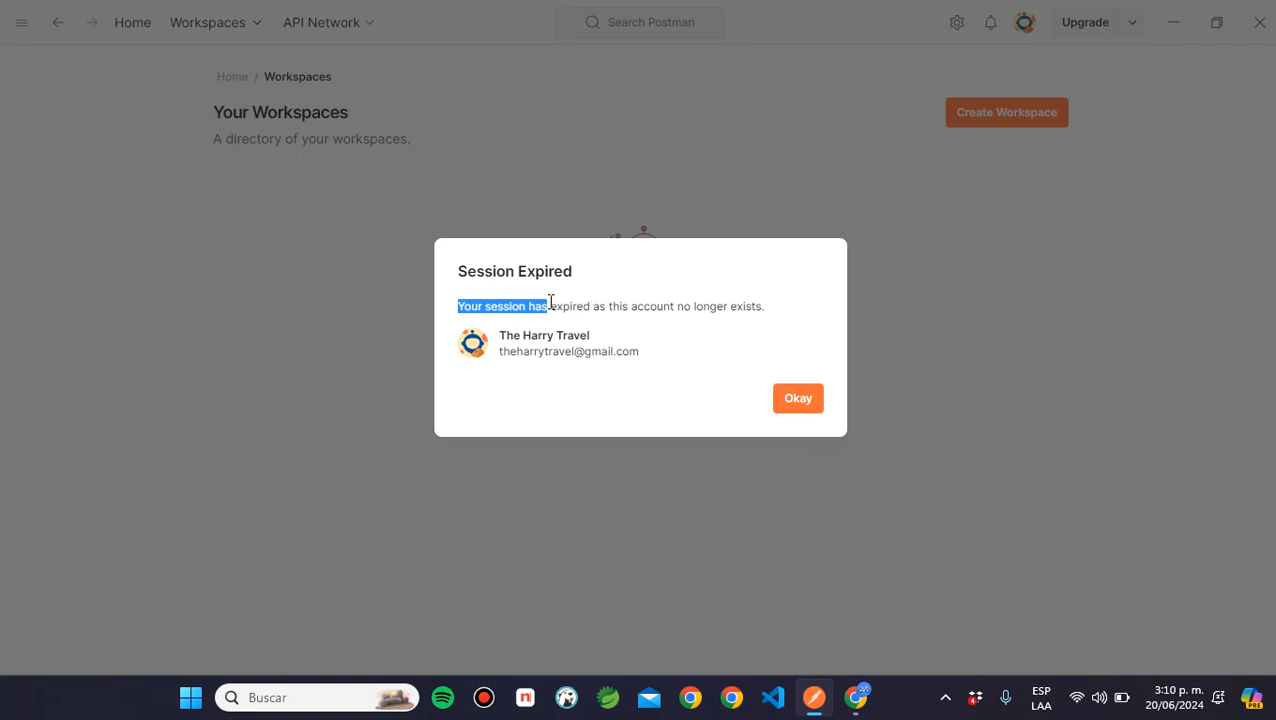 Home Workspaces API Network Search Postman Upgrade
Home / Workspaces
Your Workspaces
Create Workspace
A directory of your workspaces.
Session Expired
Your session has expired as this account no longer exists.
The Harry Travel
theharrytravel@gmail.com
Okay
Buscar
ESP
LAA
3:10 p. m.
20/06/2024
PRE